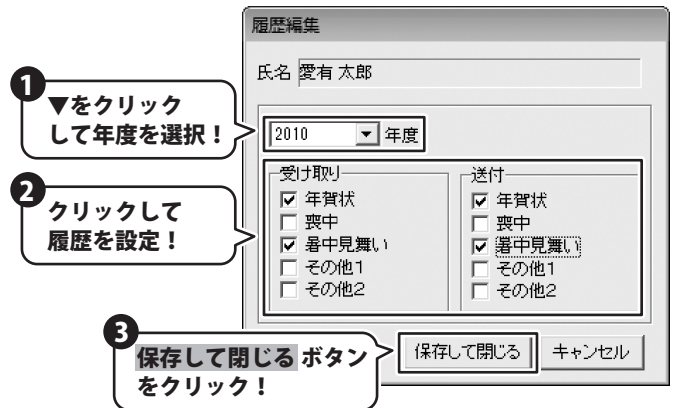 履歴編集
氏名 愛有 太郎
1
▼をクリック
して年度を選択！
2010 ▼ 年度
2
クリックして
履歴を設定！
受け取り
年賀状
喪中
暑中見舞い
その他1
その他2
送付
年賀状
喪中
暑中見舞い
その他1
その他2
3
保存して閉じる ボタン
をクリック！
保存して閉じる キャンセル